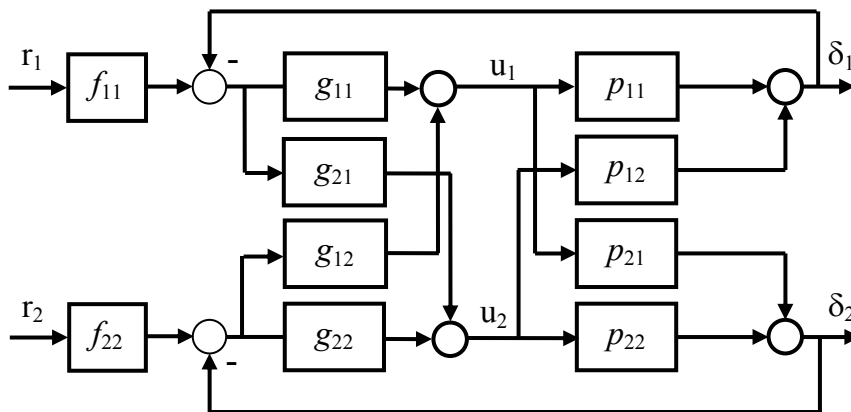 r₁ f₁₁ - g₁₁ u₁ p₁₁ δ₁
g₂₁ p₁₂
g₁₂ p₂₁
r₂ f₂₂ - g₂₂ u₂ p₂₂ δ₂